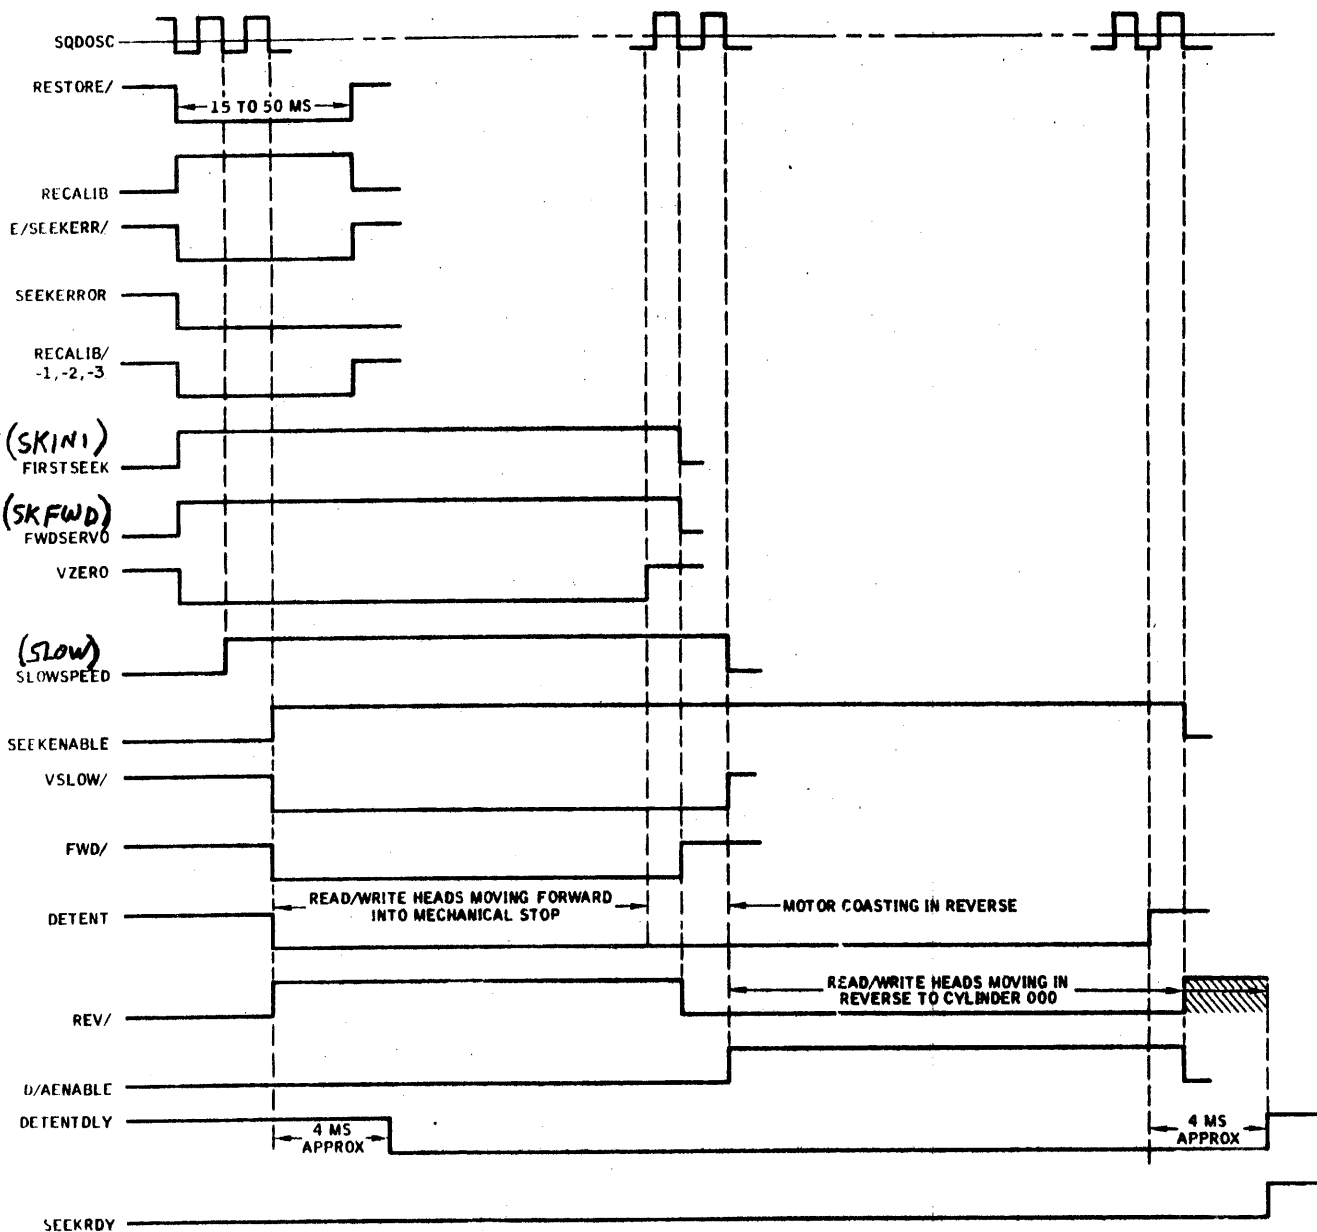 SQDOSC
RESTORE/
15 TO 50 MS
RECALIB
E/SEEKERR/
SEEKERROR
RECALIB/
-1,-2,-3
(SKINI)
FIRSTSEEK
(SKFWD)
FWDSERVO
VZERO
(SLOW)
SLOWSPEED
SEEKENABLE
VSLOW/
FWD/
READ/WRITE HEADS MOVING FORWARD
INTO MECHANICAL STOP
MOTOR COASTING IN REVERSE
DETENT
READ/WRITE HEADS MOVING IN
REVERSE TO CYLINDER 000
REV/
D/AENABLE
DETENTDLY
4 MS
APPROX
4 MS
APPROX
SEEKRDY